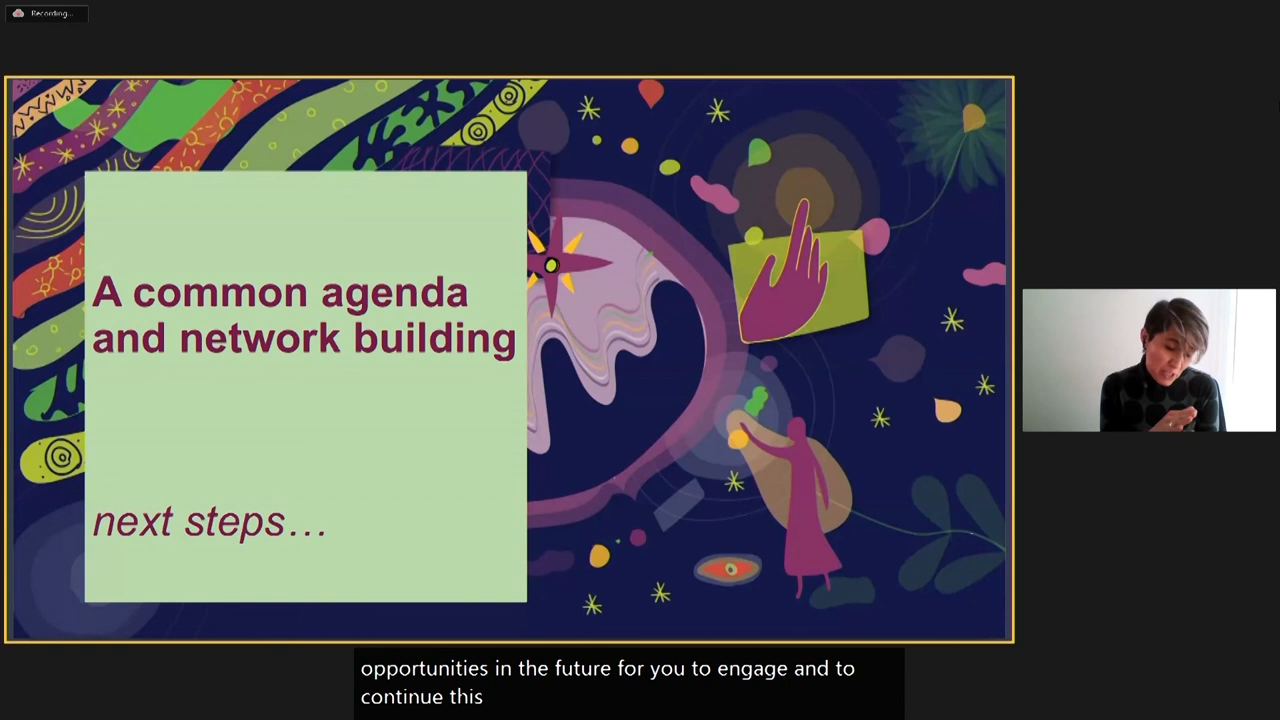 Recording...
A common agenda
and network building
next steps...
opportunities in the future for you to engage and to
continue this